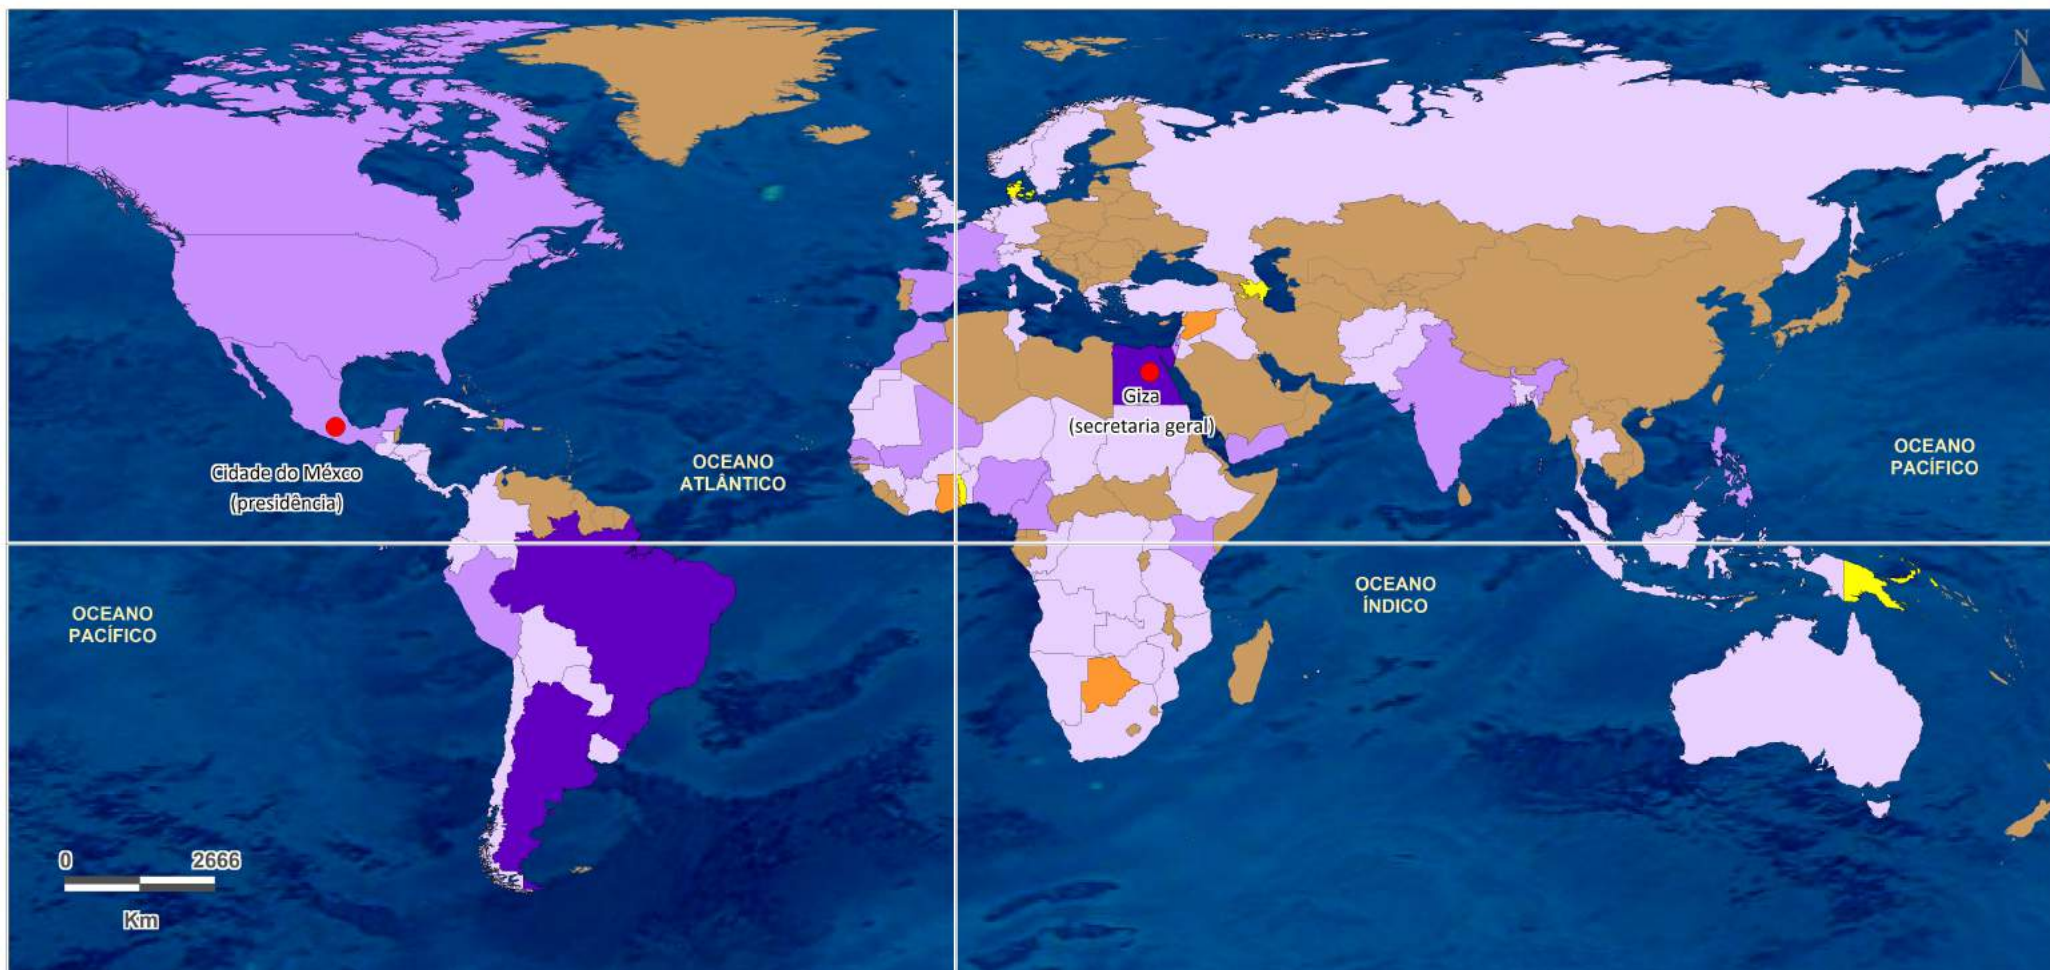 N
Giza
(secretaria geral)
Cidade do Méxco
(presidência)
OCEANO
ATLÂNTICO
OCEANO
PACÍFICO
OCEANO
PACÍFICO
OCEANO
ÍNDICO
0 2666
Km